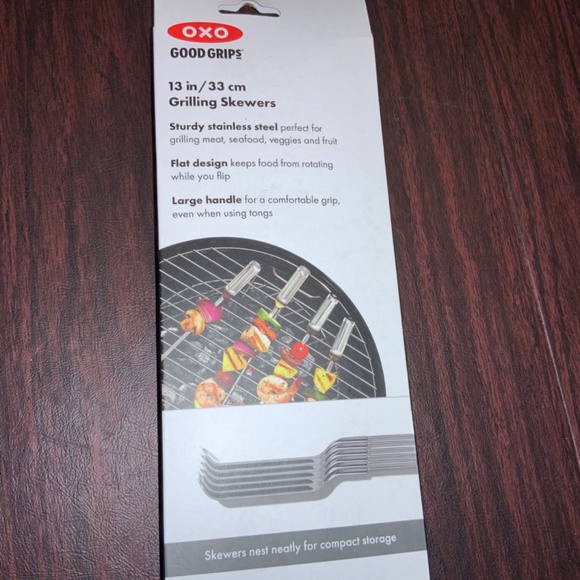 OXO
GOOD GRIPS
13 in/33 cm
Grilling Skewers
Sturdy stainless steel perfect for
grilling meat, seafood, veggies and fruit
Flat design keeps food from rotating
while you flip
Large handle for a comfortable grip,
even when using tongs
Skewers nest neatly for compact storage